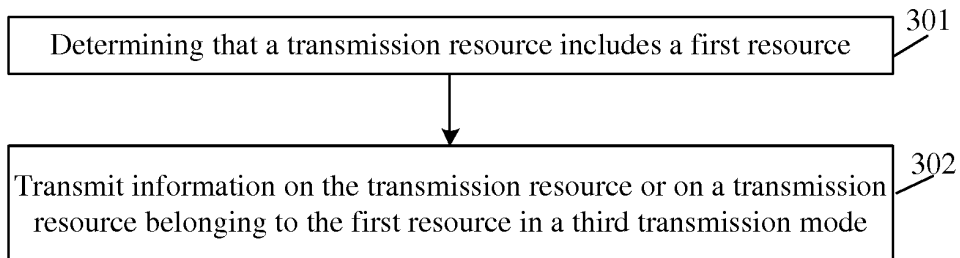 301
Determining that a transmission resource includes a first resource
302
Transmit information on the transmission resource or on a transmission
resource belonging to the first resource in a third transmission mode